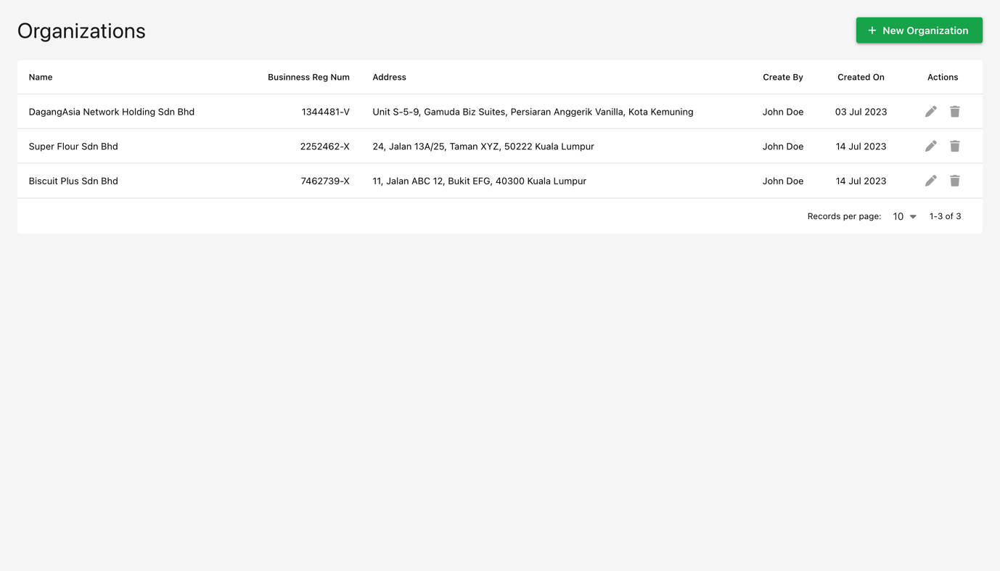 Organizations
+ New Organization
Name Businness Reg Num Address Create By Created On Actions
DagangAsia Network Holding Sdn Bhd 1344481-V Unit S-5-9, Gamuda Biz Suites, Persiaran Anggerik Vanilla, Kota Kemuning John Doe 03 Jul 2023
Super Flour Sdn Bhd 2252462-X 24, Jalan 13A/25, Taman XYZ, 50222 Kuala Lumpur John Doe 14 Jul 2023
Biscuit Plus Sdn Bhd 7462739-X 11, Jalan ABC 12, Bukit EFG, 40300 Kuala Lumpur John Doe 14 Jul 2023
Records per page: 10 1-3 of 3